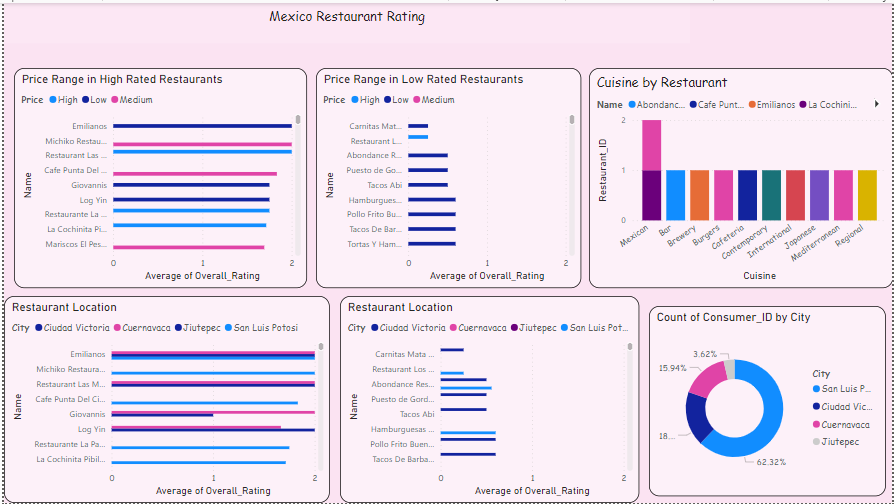 Mexico Restaurant Rating
Price Range in High Rated Restaurants
Price High Low Medium
Emilianos
Michiko Restau...
Restaurant Las ...
Cafe Punta Del ...
Giovannis
Log Yin
Restaurante La ...
La Cochinita Pi...
Mariscos El Pes...
Name
0 1 2
Average of Overall_Rating
Price Range in Low Rated Restaurants
Price High Low Medium
Carnitas Mat...
Restaurant L...
Abondance R...
Puesto de Go...
Tacos Abi
Hamburgues...
Pollo Frito Bu...
Tacos De Bar...
Tortas Y Ham...
Name
0 1 2
Average of Overall_Rating
Cuisine by Restaurant
Name Abondanc... Cafe Punt... Emilianos La Cochini...
2
1
0
Restaurant_ID
Mexican Bar Brewery Burgers Cafeteria Contemporary International Japanese Mediterranean Regional
Cuisine
Restaurant Location
City Ciudad Victoria Cuernavaca Jiutepec San Luis Potosi
Emilianos
Michiko Restaura...
Restaurant Las M...
Cafe Punta Del Ci...
Giovannis
Log Yin
Restaurante La Pa...
La Cochinita Pibil...
Name
0 1 2
Average of Overall_Rating
Restaurant Location
City Ciudad Victoria Cuernavaca Jiutepec San Luis Pot...
Carnitas Mata ...
Restaurant Los ...
Abondance Res...
Puesto de Gord...
Tacos Abi
Hamburguesas ...
Pollo Frito Buen...
Tacos De Barba...
Name
0 1 2
Average of Overall_Rating
Count of Consumer_ID by City
3.62%
15.94%
18....
62.32%
City
San Luis P...
Ciudad Vic...
Cuernavaca
Jiutepec